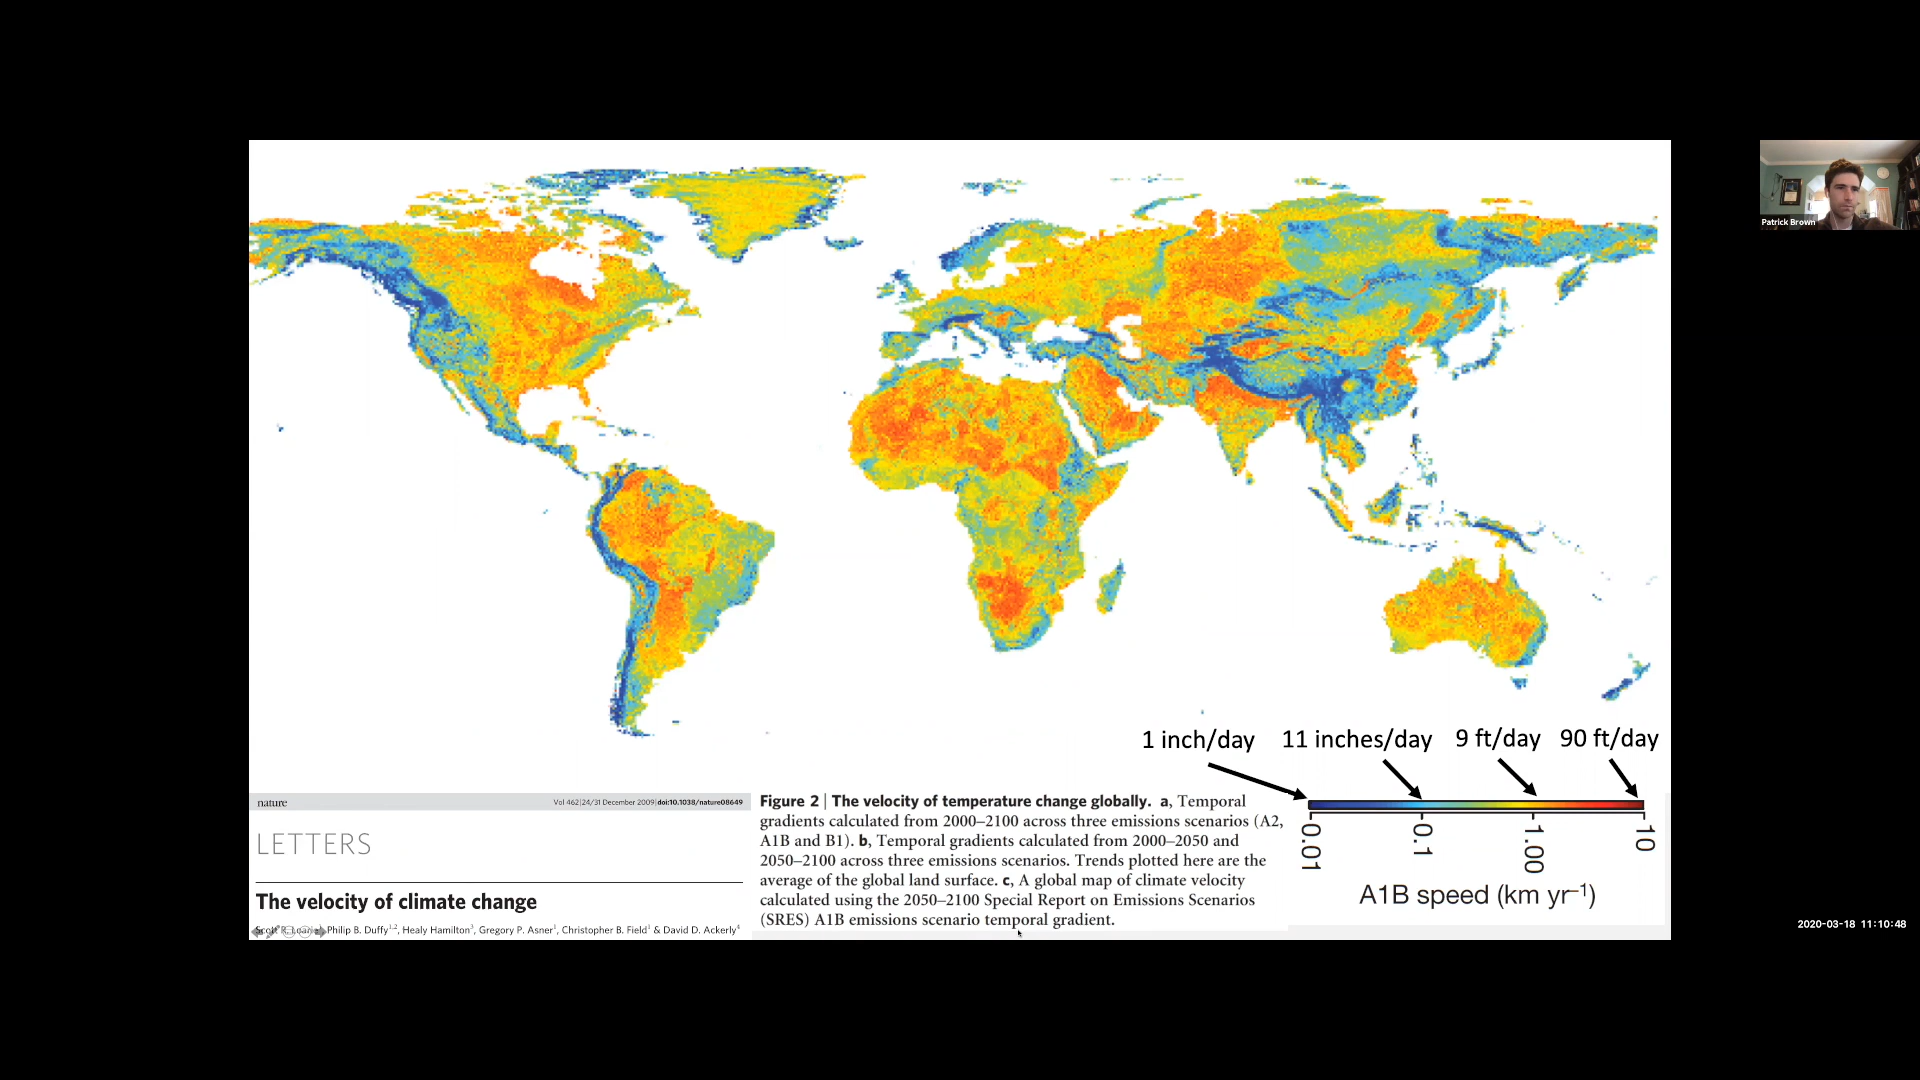 Patrick Brown
1 inch/day 11 inches/day 9 ft/day 90 ft/day
0.01 0.1 1.00 10
A1B speed (km yr⁻¹)
nature Vol 462|24/31 December 2009|doi:10.1038/nature08649
LETTERS
The velocity of climate change
Philip B. Duffy¹·², Healy Hamilton³, Gregory P. Asner¹, Christopher B. Field¹ & David D. Ackerly⁴
Figure 2 | The velocity of temperature change globally. a, Temporal
gradients calculated from 2000–2100 across three emissions scenarios (A2,
A1B and B1). b, Temporal gradients calculated from 2000–2050 and
2050–2100 across three emissions scenarios. Trends plotted here are the
average of the global land surface. c, A global map of climate velocity
calculated using the 2050–2100 Special Report on Emissions Scenarios
(SRES) A1B emissions scenario temporal gradient.
2020-03-18 11:10:48